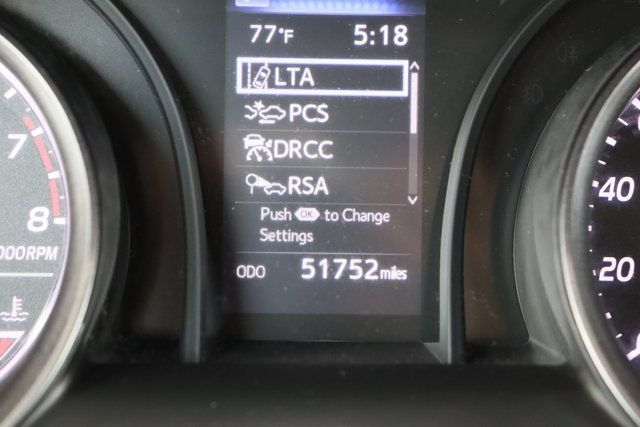 77°F 5:18
LTA
PCS
DRCC
RSA
Push OK to Change
Settings
ODO 51752 miles
7
8
000RPM
40
20